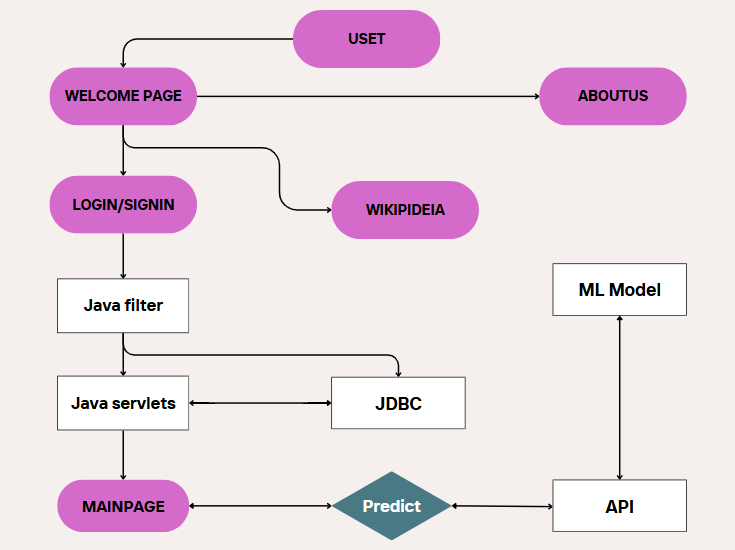 USET
WELCOME PAGE
ABOUTUS
LOGIN/SIGNIN
WIKIPIDEIA
ML Model
Java filter
Java servlets
JDBC
MAINPAGE
Predict
API